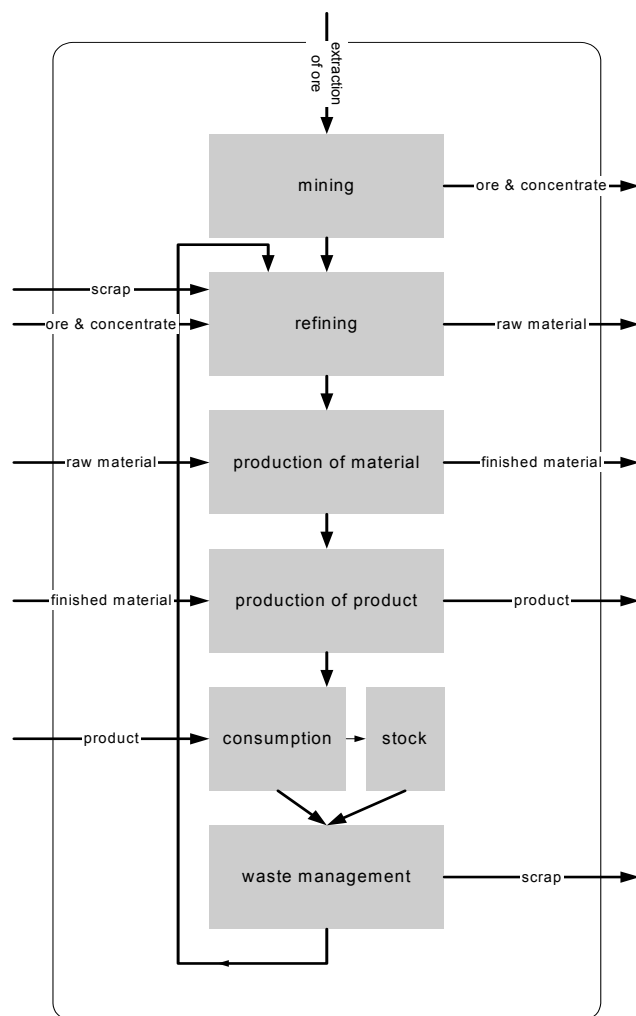 extraction
of ore
mining
ore & concentrate
scrap
ore & concentrate
refining
raw material
raw material
production of material
finished material
finished material
production of product
product
product
consumption
stock
waste management
scrap